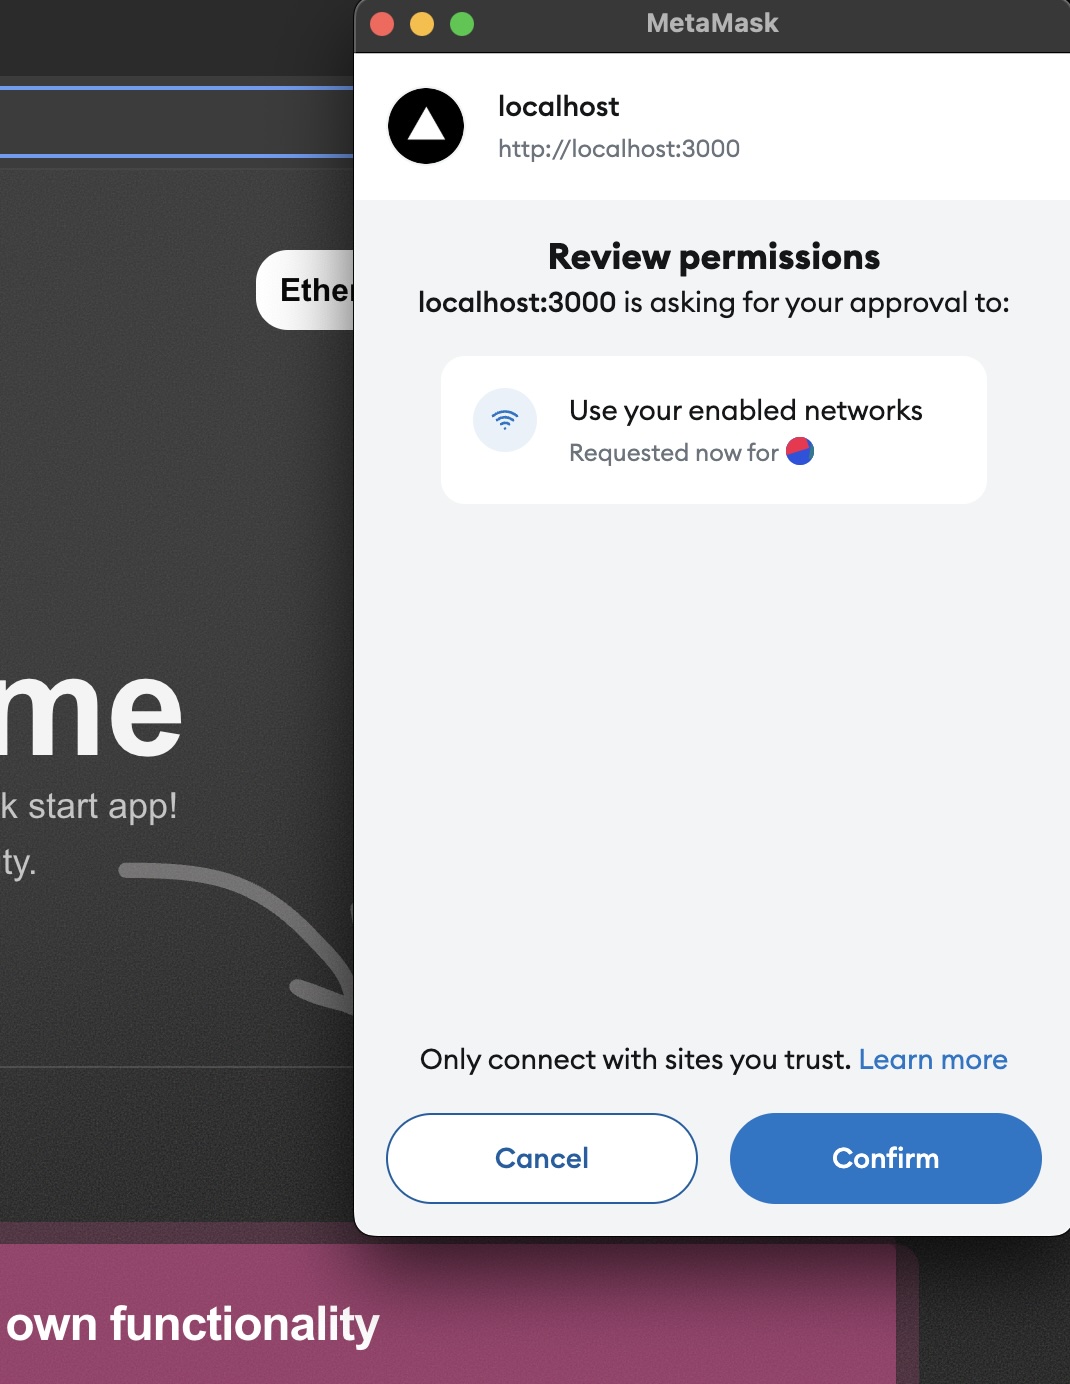 MetaMask
localhost
http://localhost:3000
Review permissions
localhost:3000 is asking for your approval to:
Use your enabled networks
Requested now for
Only connect with sites you trust. Learn more
Cancel
Confirm
Ether
me
k start app!
ty.
own functionality